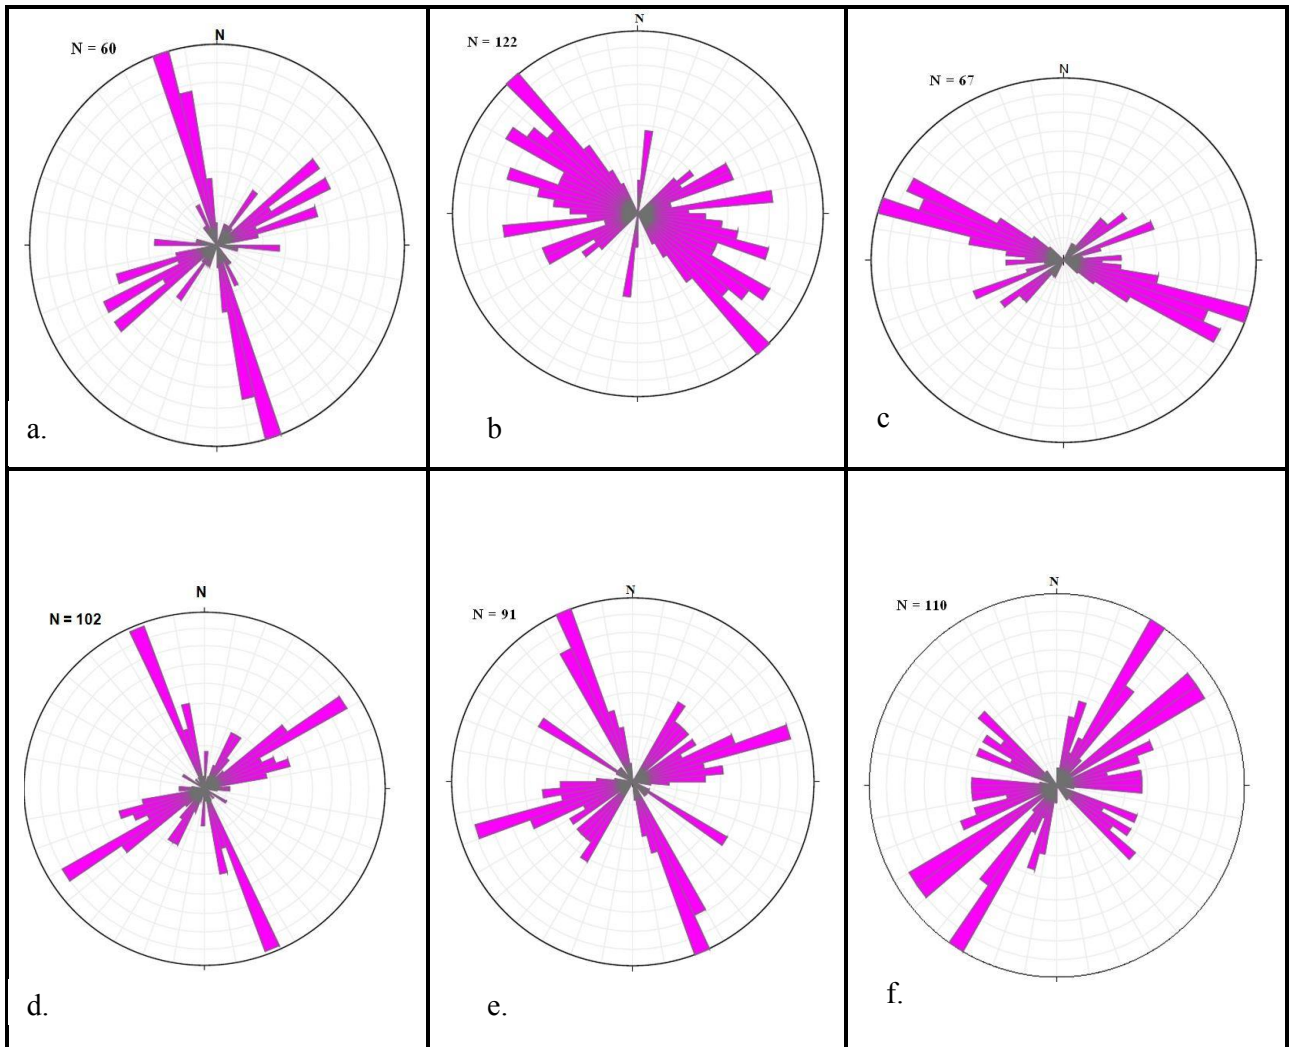 N
N = 60
a.
N
N = 122
b
N
N = 67
c
N
N = 102
d.
N
N = 91
e.
N
N = 110
f.